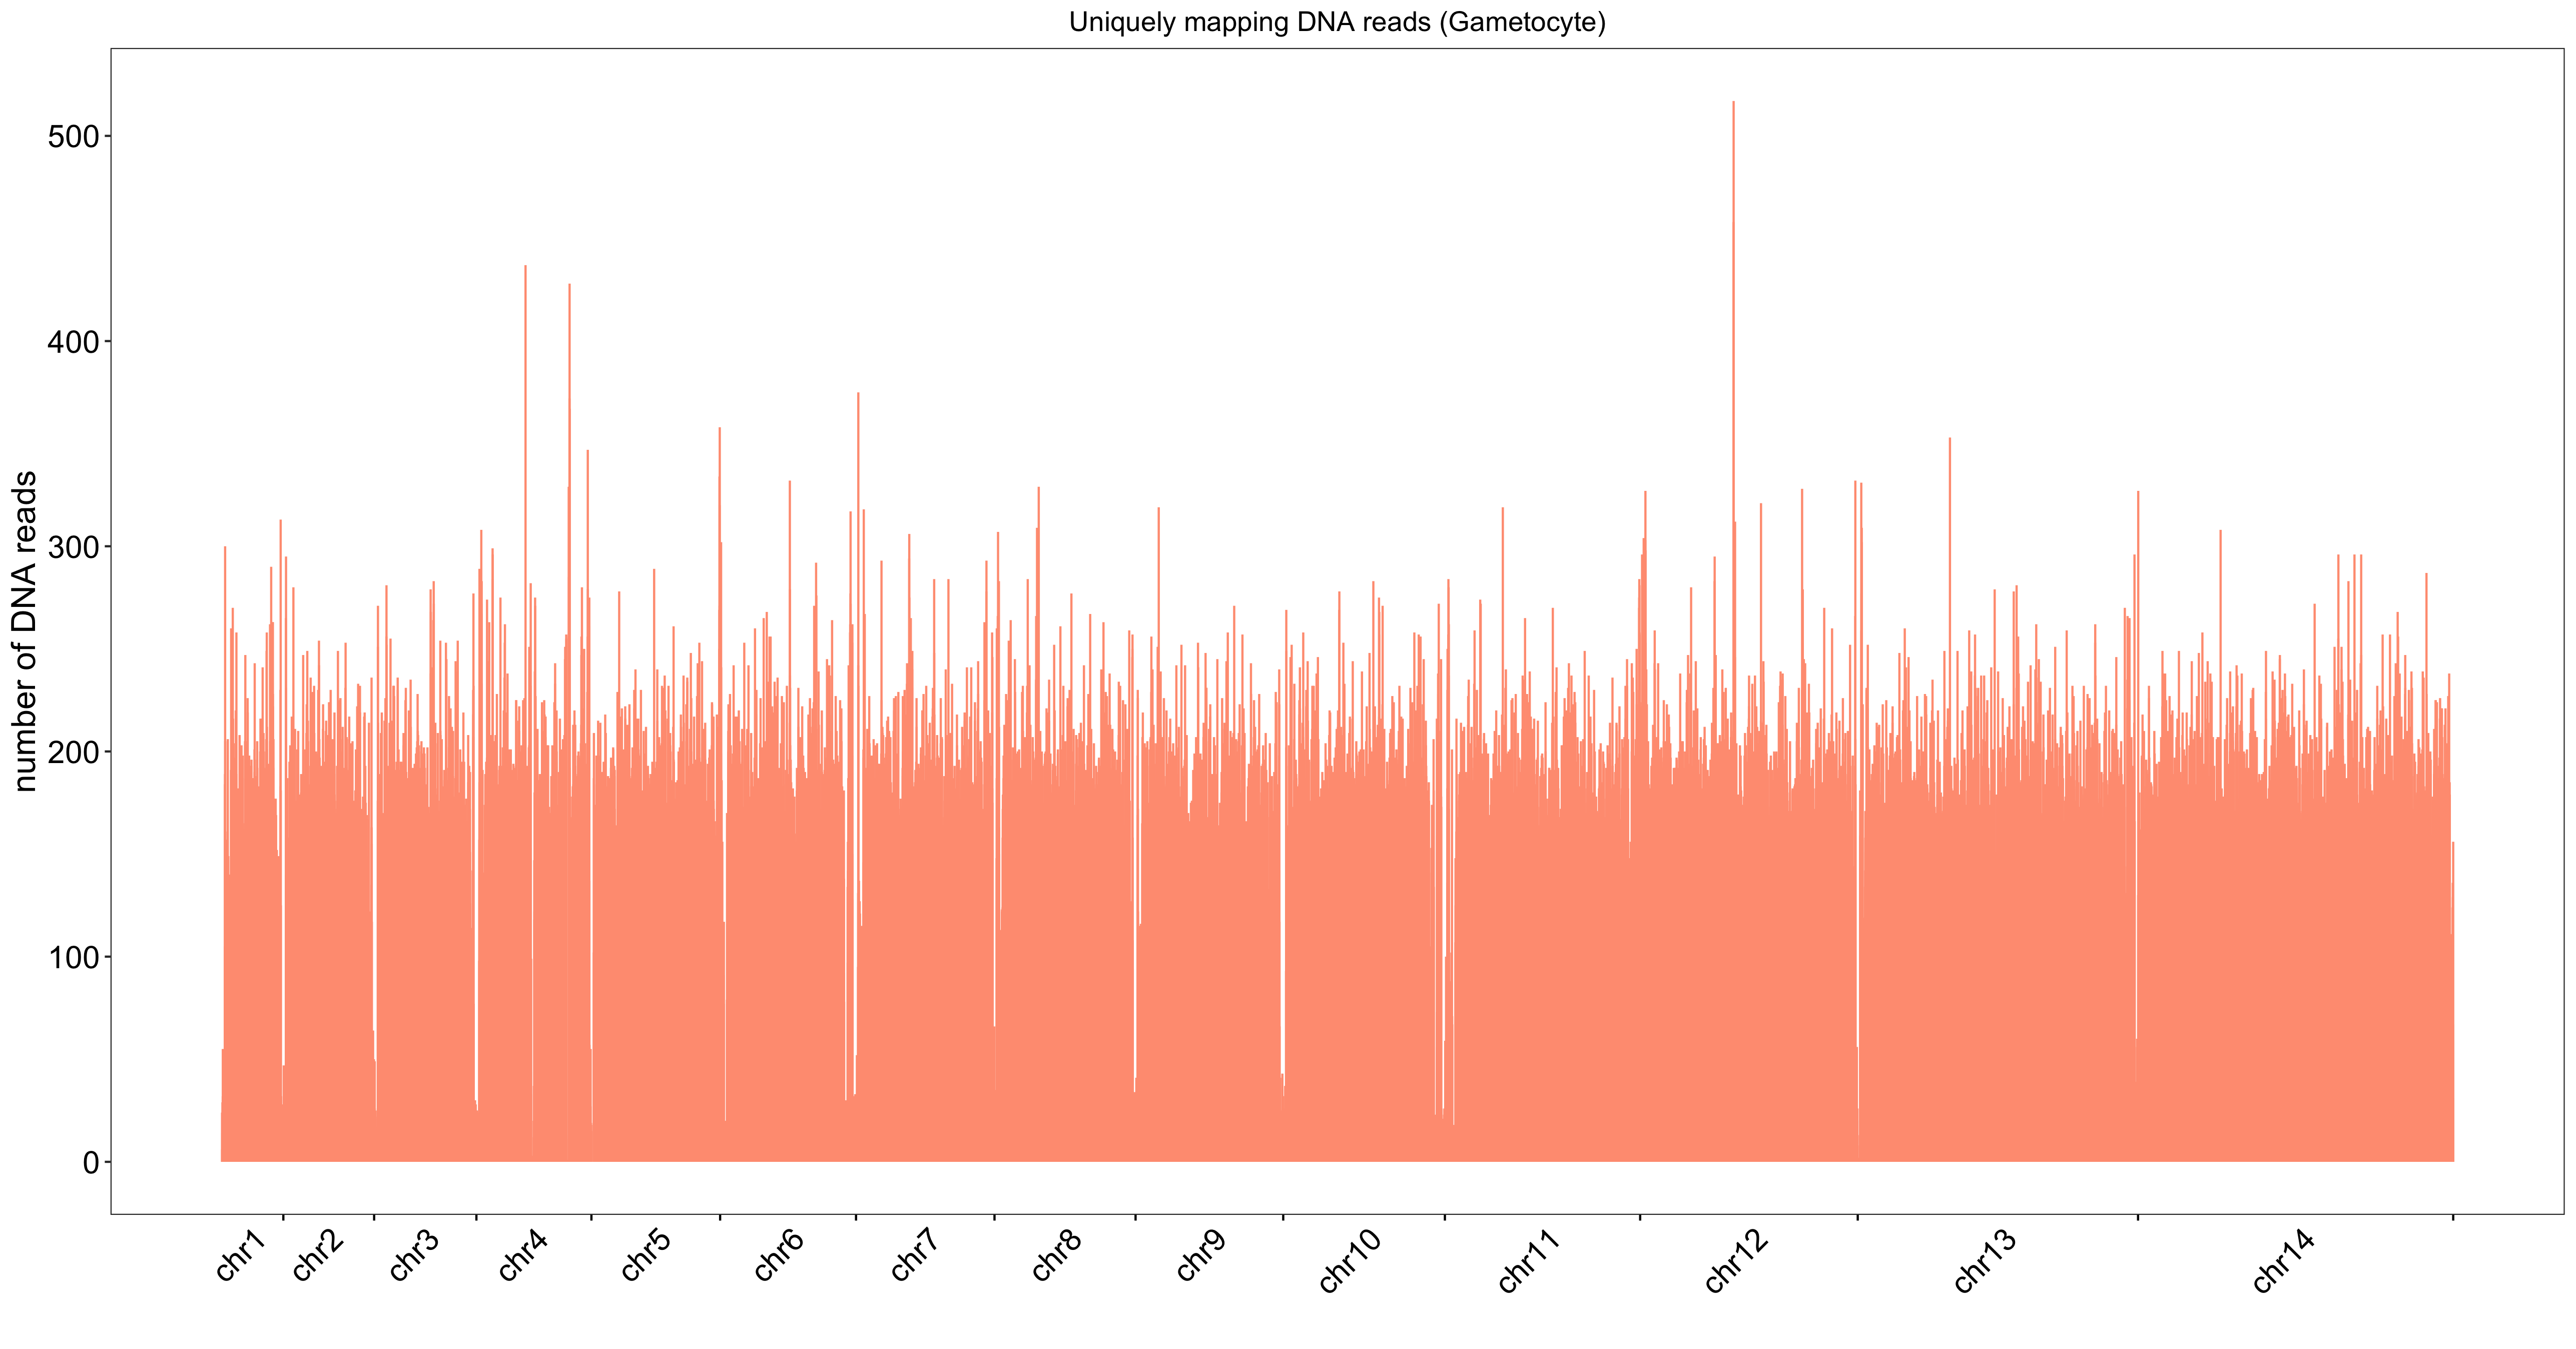 Uniquely mapping DNA reads (Gametocyte)
number of DNA reads
500
400
300
200
100
0
chr1
chr2
chr3
chr4
chr5
chr6
chr7
chr8
chr9
chr10
chr11
chr12
chr13
chr14